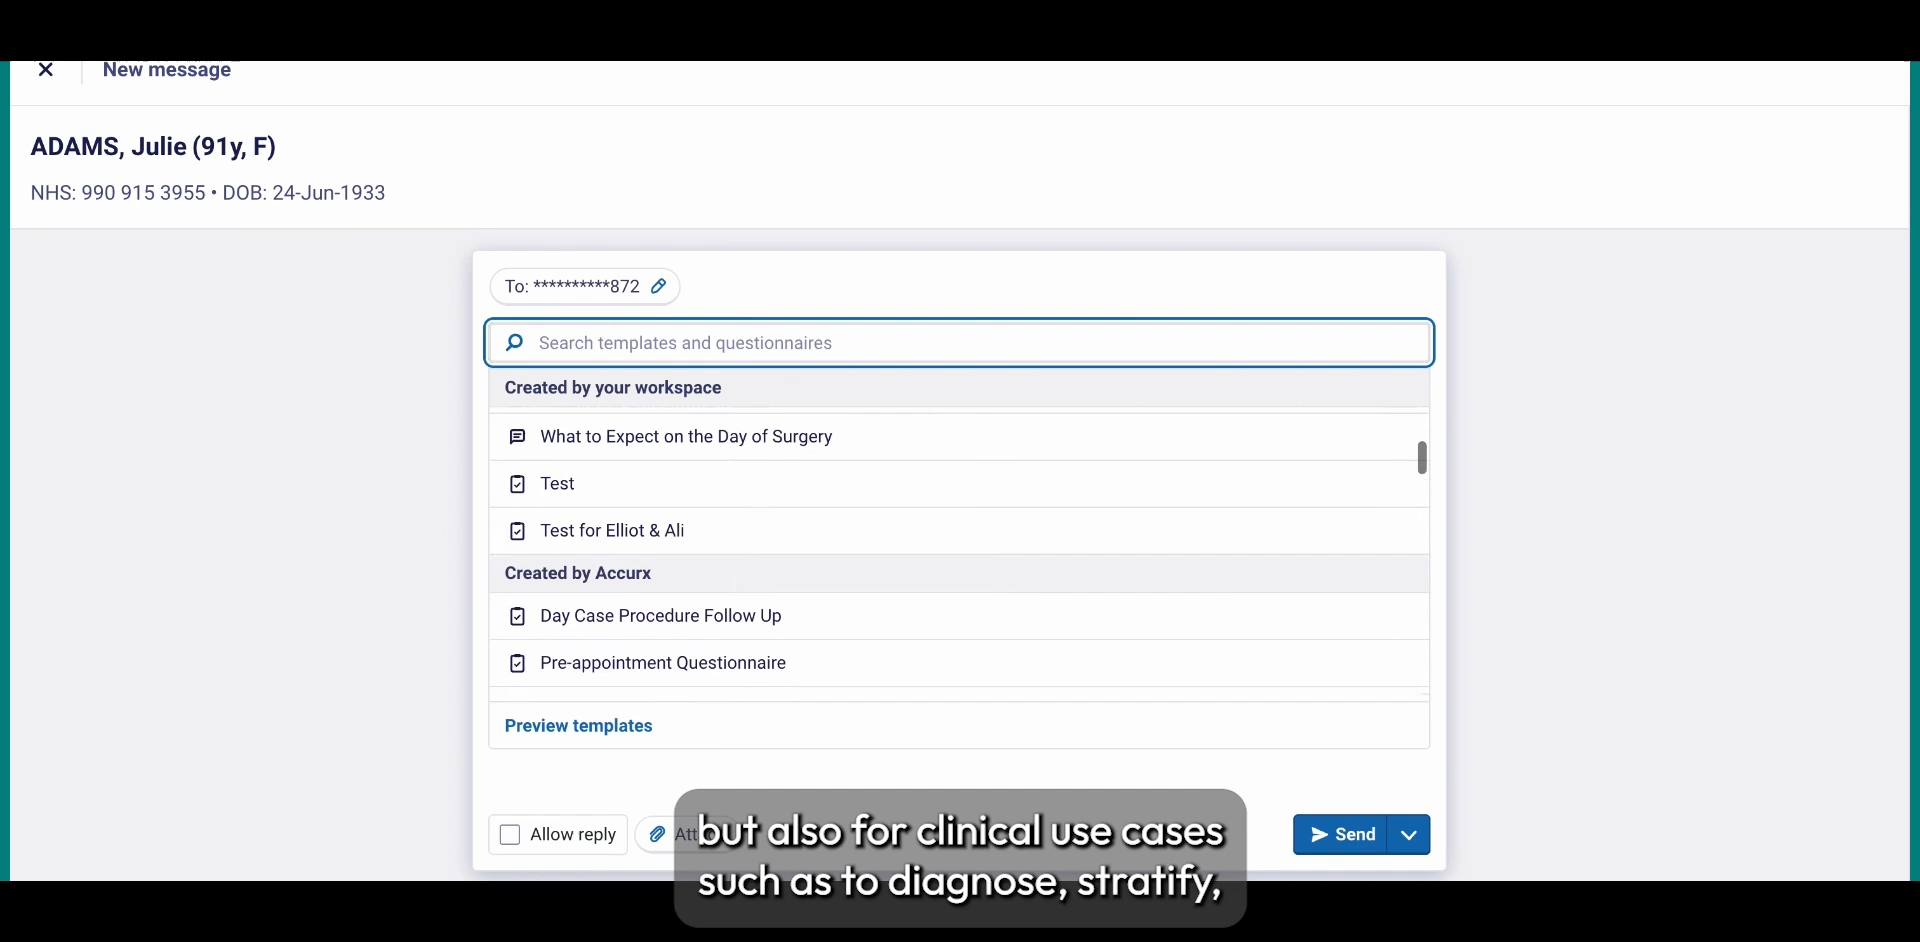 New message
ADAMS, Julie (91y, F)
NHS: 990 915 3955 • DOB: 24-Jun-1933
To: **********872
Search templates and questionnaires
Created by your workspace
What to Expect on the Day of Surgery
Test
Test for Elliot & Ali
Created by Accurx
Day Case Procedure Follow Up
Pre-appointment Questionnaire
Preview templates
Allow reply
Send
but also for clinical use cases
such as to diagnose, stratify,